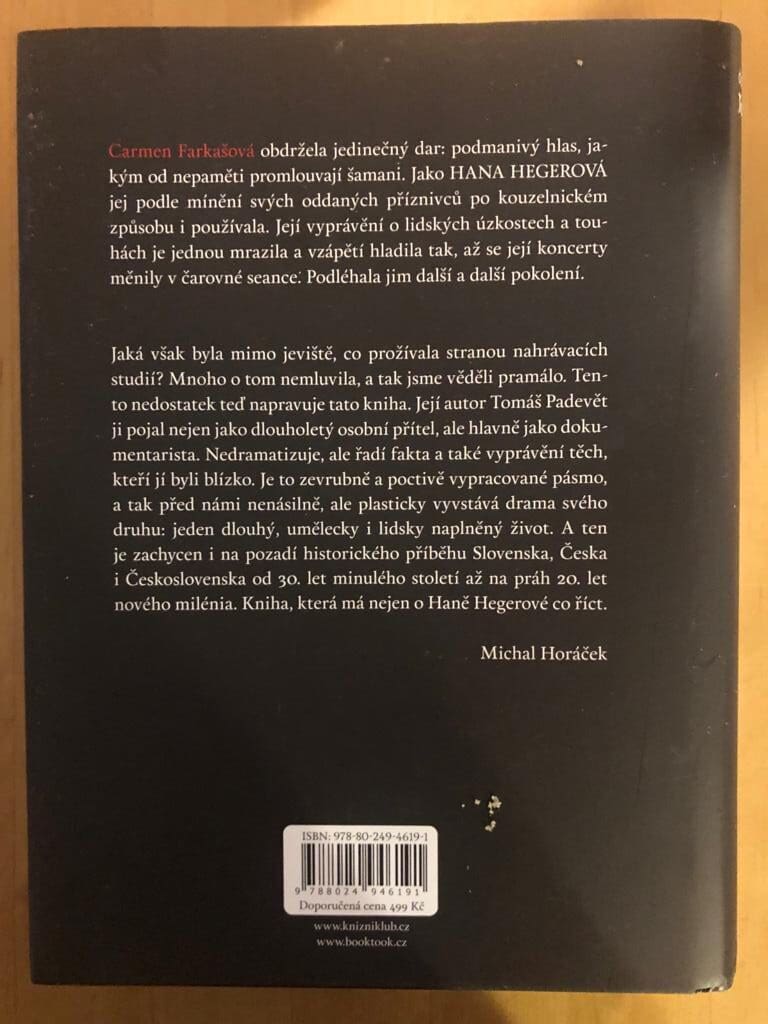 Carmen Farkašová obdržela jedinečný dar: podmanivý hlas, ja-
kým od nepaměti promlouvají šamani. Jako HANA HEGEROVÁ
jej podle mínění svých oddaných příznivců po kouzelnickém
způsobu i používala. Její vyprávění o lidských úzkostech a tou-
hách je jednou mrazila a vzápětí hladila tak, až se její koncerty
měnily v čarovné seance. Podléhala jim další a další pokolení.
Jaká však byla mimo jeviště, co prožívala stranou nahrávacích
studií? Mnoho o tom nemluvila, a tak jsme věděli pramálo. Ten-
to nedostatek teď napravuje tato kniha. Její autor Tomáš Padevět
ji pojal nejen jako dlouholetý osobní přítel, ale hlavně jako doku-
mentarista. Nedramatizuje, ale řadí fakta a také vyprávění těch,
kteří jí byli blízko. Je to zevrubně a poctivě vypracované pásmo,
a tak před námi nenásilně, ale plasticky vyvstává drama svého
druhu: jeden dlouhý, umělecky i lidsky naplněný život. A ten
je zachycen i na pozadí historického příběhu Slovenska, Česka
i Československa od 30. let minulého století až na práh 20. let
nového milénia. Kniha, která má nejen o Haně Hegerové co říct.
Michal Horáček
ISBN: 978-80-249-4619-1
9 788024 946191
Doporučená cena 499 Kč
www.knizniklub.cz
www.booktook.cz